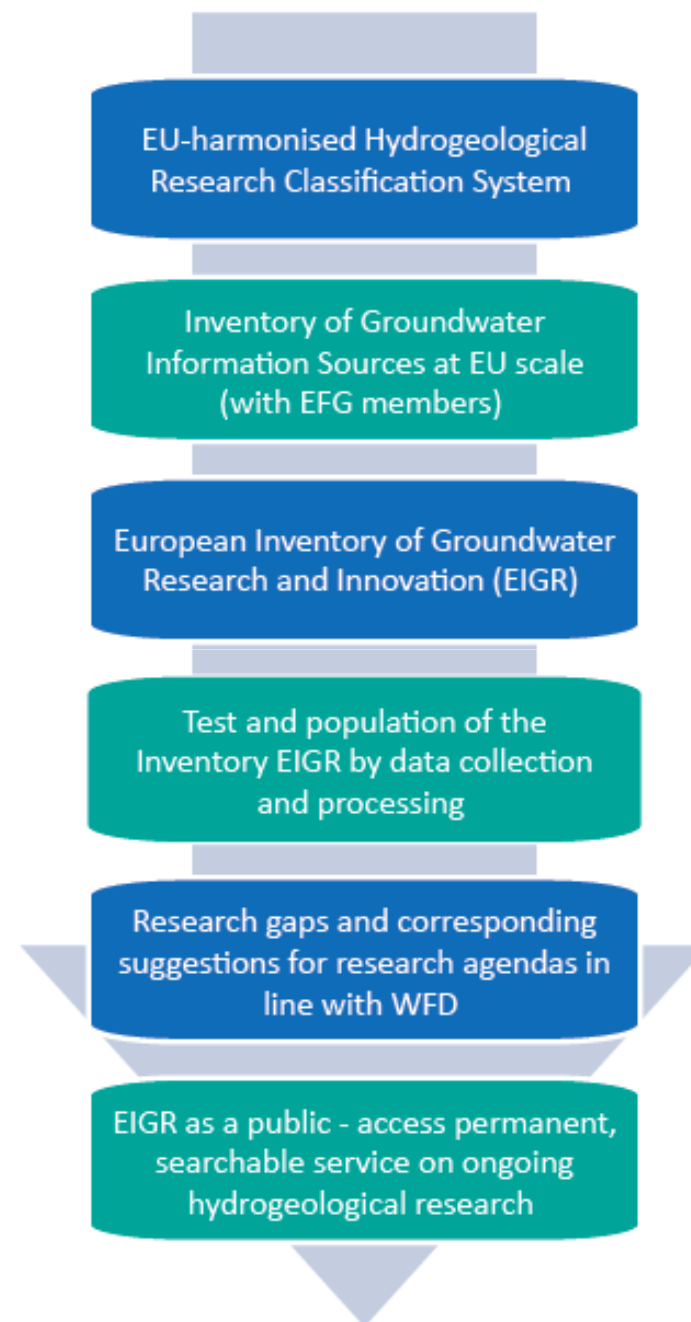 EU-harmonised Hydrogeological
Research Classification System
Inventory of Groundwater
Information Sources at EU scale
(with EFG members)
European Inventory of Groundwater
Research and Innovation (EIGR)
Test and population of the
Inventory EIGR by data collection
and processing
Research gaps and corresponding
suggestions for research agendas in
line with WFD
EIGR as a public - access permanent,
searchable service on ongoing
hydrogeological research